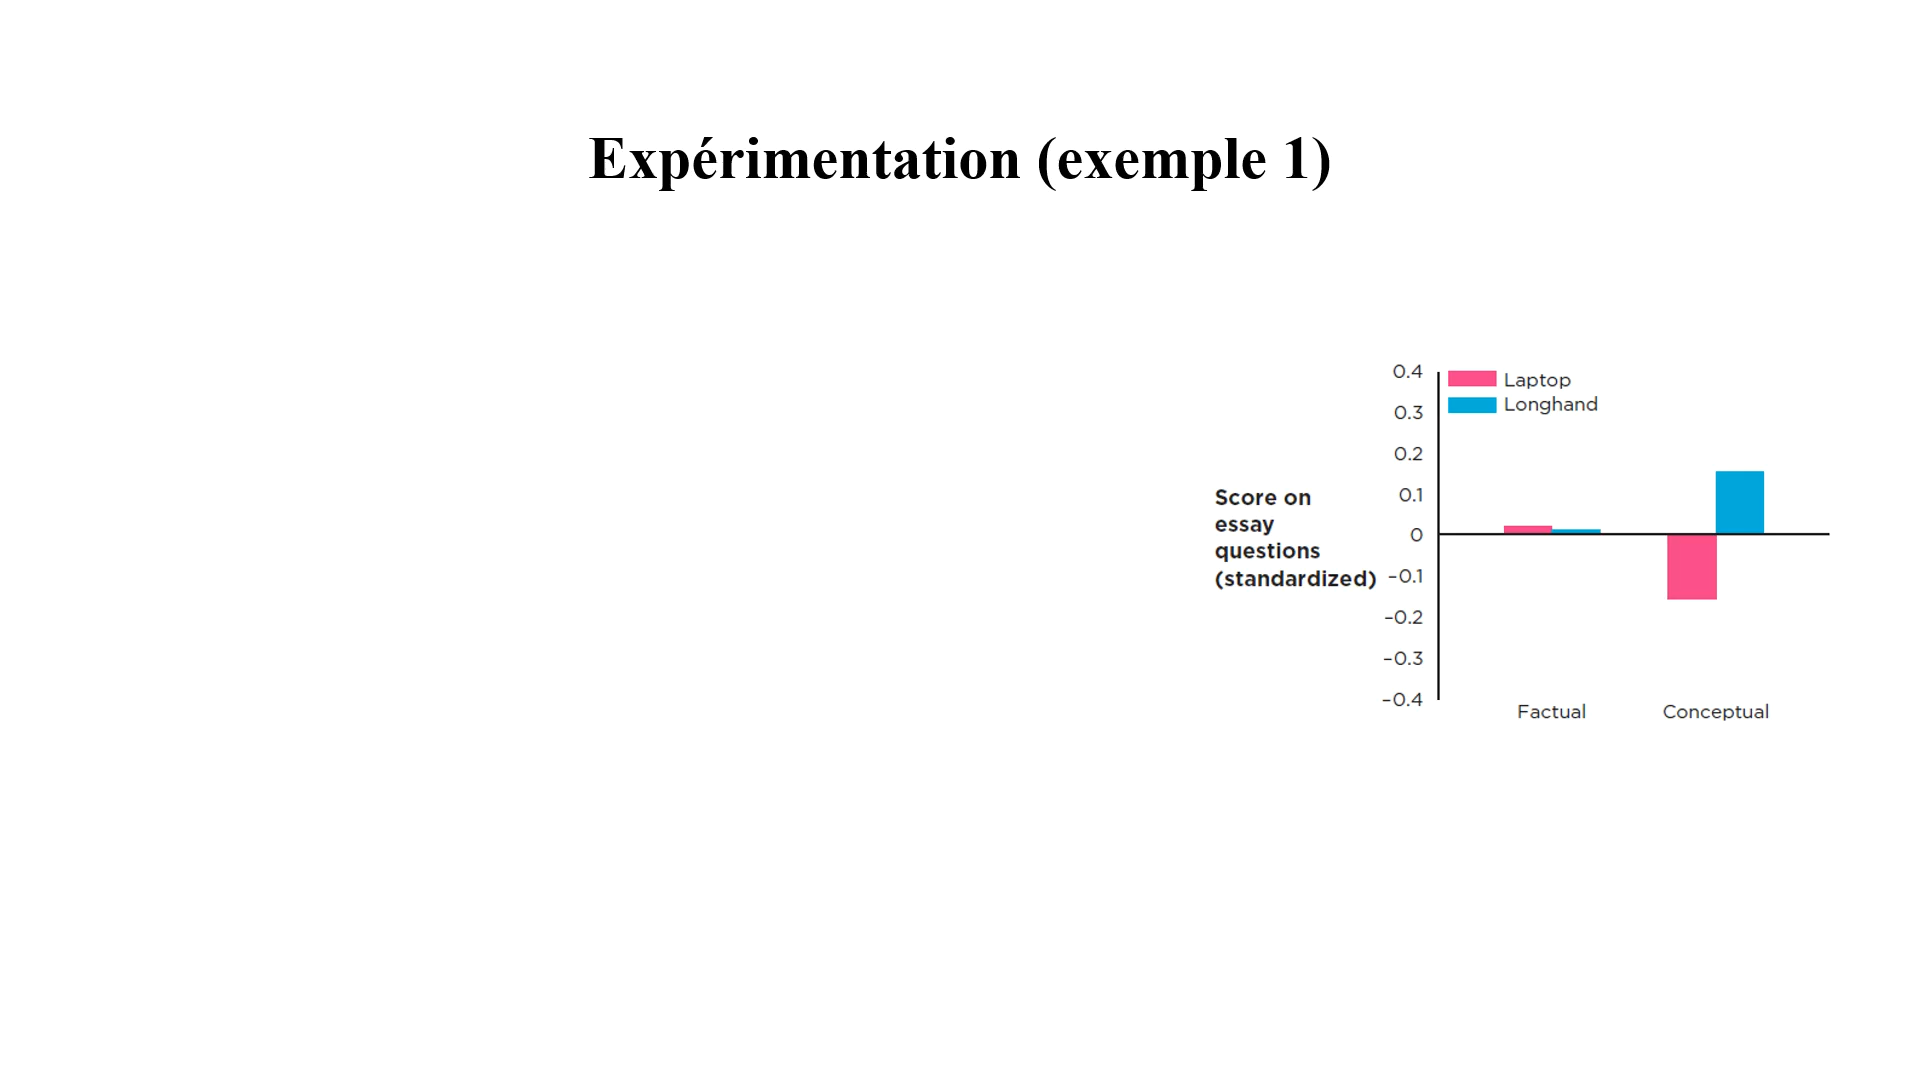 Expérimentation (exemple 1)
0.4
0.3
0.2
0.1
0
-0.1
-0.2
-0.3
-0.4
Laptop
Longhand
Score on
essay
questions
(standardized)
Factual Conceptual